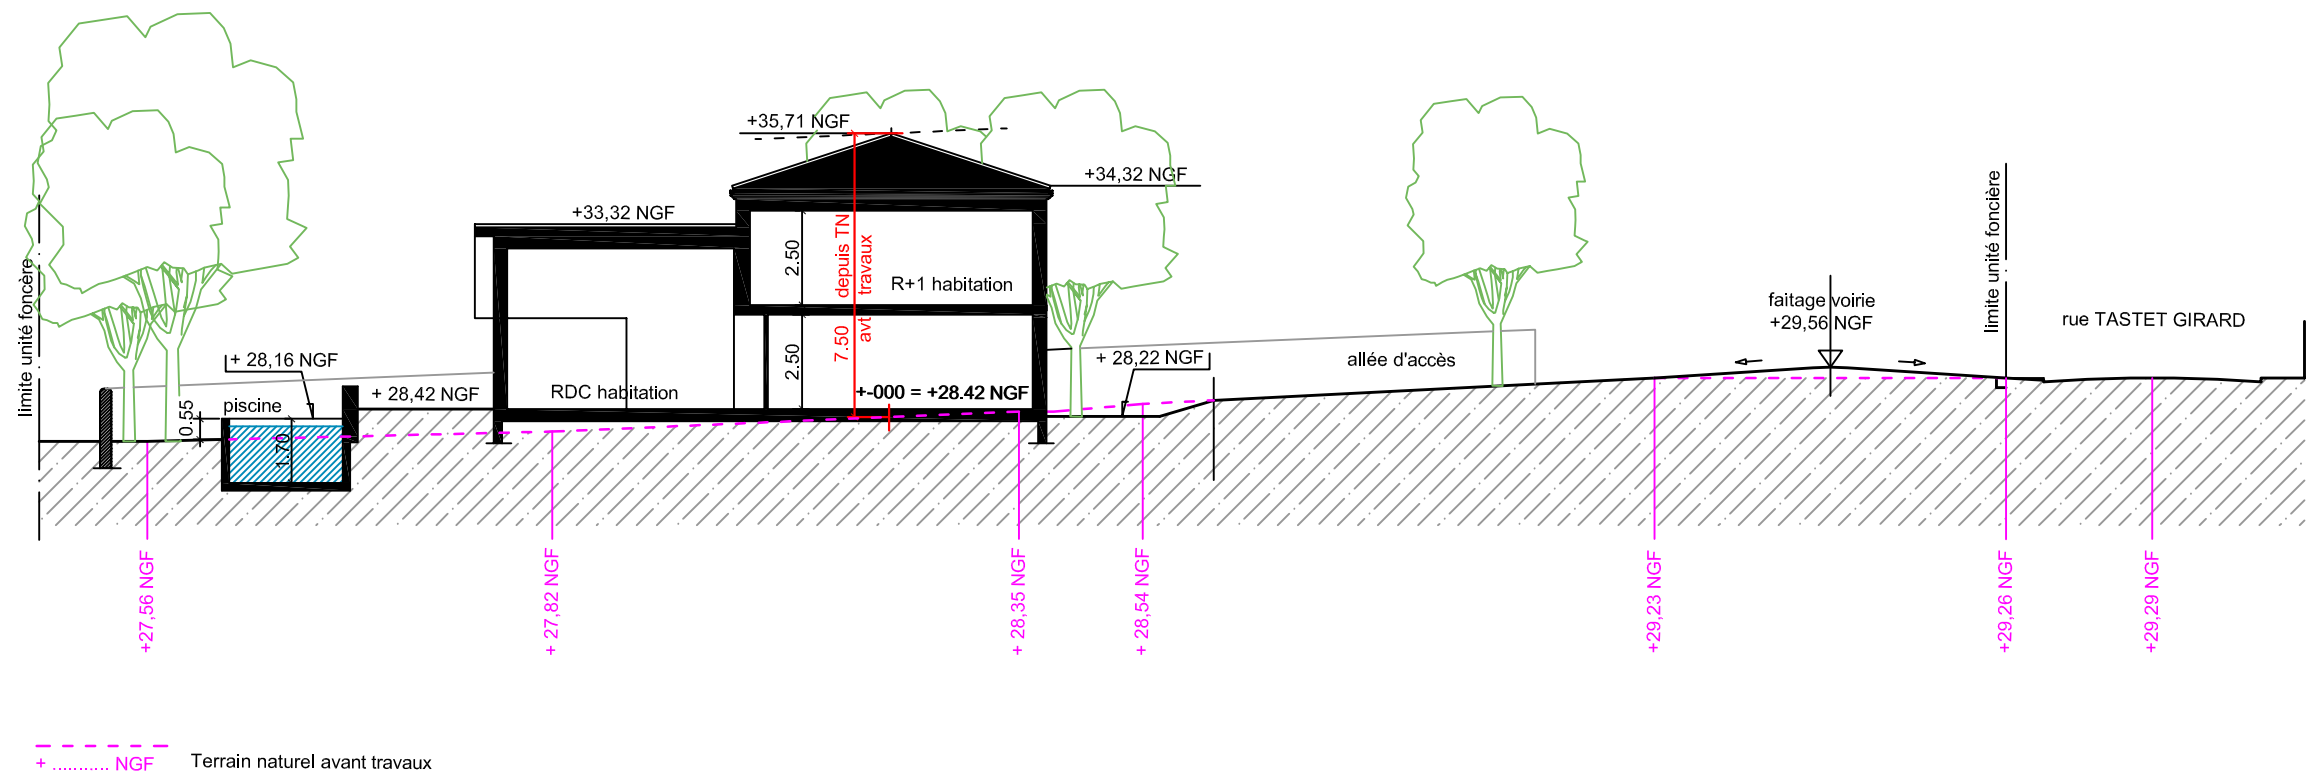 +35,71 NGF
+34,32 NGF
+33,32 NGF
2.50
7.50 depuis TN
avt travaux
R+1 habitation
limite unité foncère
limite unité foncière
faitage voirie
+29,56 NGF
rue TASTET GIRARD
+ 28,16 NGF
+ 28,42 NGF
2.50
+ 28,22 NGF
allée d'accès
RDC habitation
+-000 = +28.42 NGF
piscine
0.55
1.70
+27,56 NGF
+ 27,82 NGF
+ 28,35 NGF
+ 28,54 NGF
+29,23 NGF
+29,26 NGF
+29,29 NGF
+ ........... NGF
Terrain naturel avant travaux